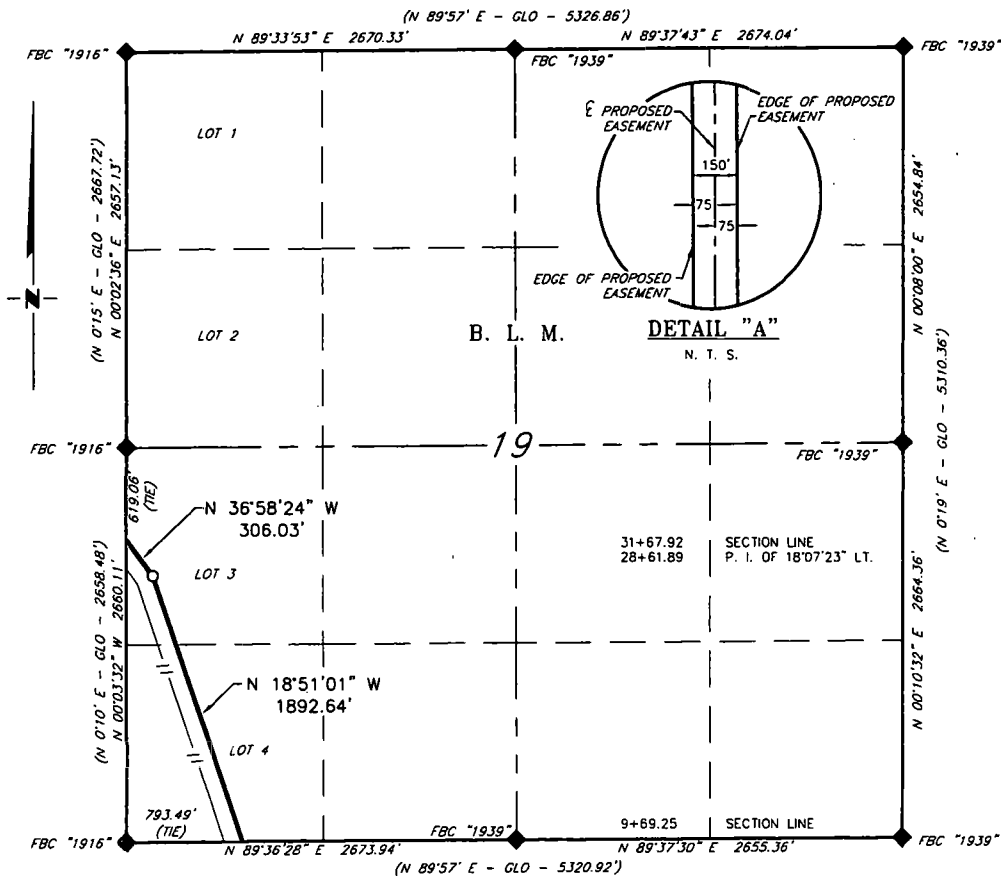 (N 89°57' E - GLO - 5326.86')
N 89°33'53" E 2670.33'
N 89°37'43" E 2674.04'
FBC "1916"
FBC "1939"
FBC "1939"
LOT 1
℄ PROPOSED
EASEMENT
EDGE OF PROPOSED
EASEMENT
150'
75
75
EDGE OF PROPOSED
EASEMENT
DETAIL "A"
N. T. S.
(N 0°15' E - GLO - 2667.72')
N 00°02'36" E 2657.13'
N 00°08'00" E 2654.84'
(N 0°19' E - GLO - 5310.36')
N
LOT 2
B. L. M.
FBC "1916"
19
FBC "1939"
619.06'
(TIE)
N 36°58'24" W
306.03'
LOT 3
31+67.92 SECTION LINE
28+61.89 P. I. OF 18°07'23" LT.
(N 0°10' E - GLO - 2658.48')
N 00°03'32" W 2660.11'
N 00°10'32" E 2664.36'
N 18°51'01" W
1892.64'
LOT 4
793.49'
(TIE)
9+69.25 SECTION LINE
FBC "1916"
FBC "1939"
FBC "1939"
N 89°36'28" E 2673.94'
N 89°37'30" E 2655.36'
(N 89°57' E - GLO - 5320.92')